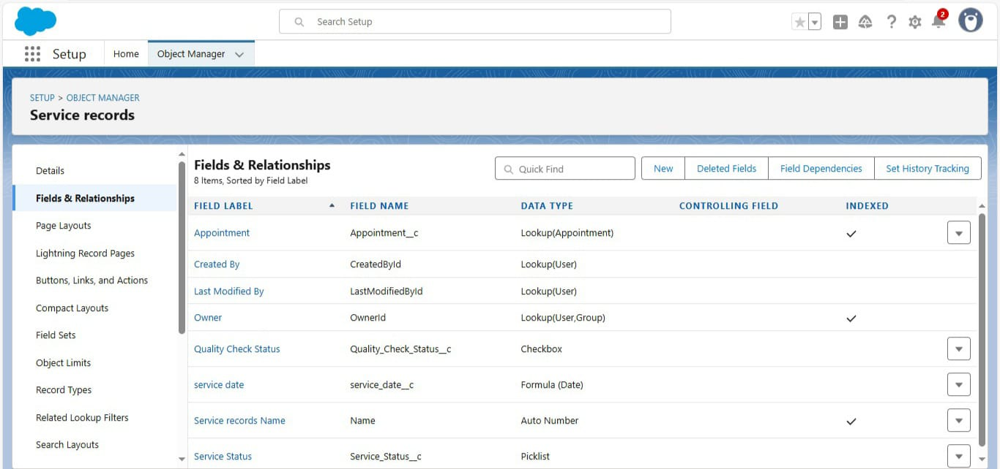 Search Setup
2
Setup
Home
Object Manager
SETUP > OBJECT MANAGER
Service records
Details
Fields & Relationships
Page Layouts
Lightning Record Pages
Buttons, Links, and Actions
Compact Layouts
Field Sets
Object Limits
Record Types
Related Lookup Filters
Search Layouts
Fields & Relationships
8 Items, Sorted by Field Label
Quick Find
New
Deleted Fields
Field Dependencies
Set History Tracking
FIELD LABEL FIELD NAME DATA TYPE CONTROLLING FIELD INDEXED
Appointment Appointment__c Lookup(Appointment)
Created By CreatedById Lookup(User)
Last Modified By LastModifiedById Lookup(User)
Owner OwnerId Lookup(User,Group)
Quality Check Status Quality_Check_Status__c Checkbox
service date service_date__c Formula (Date)
Service records Name Name Auto Number
Service Status Service_Status__c Picklist